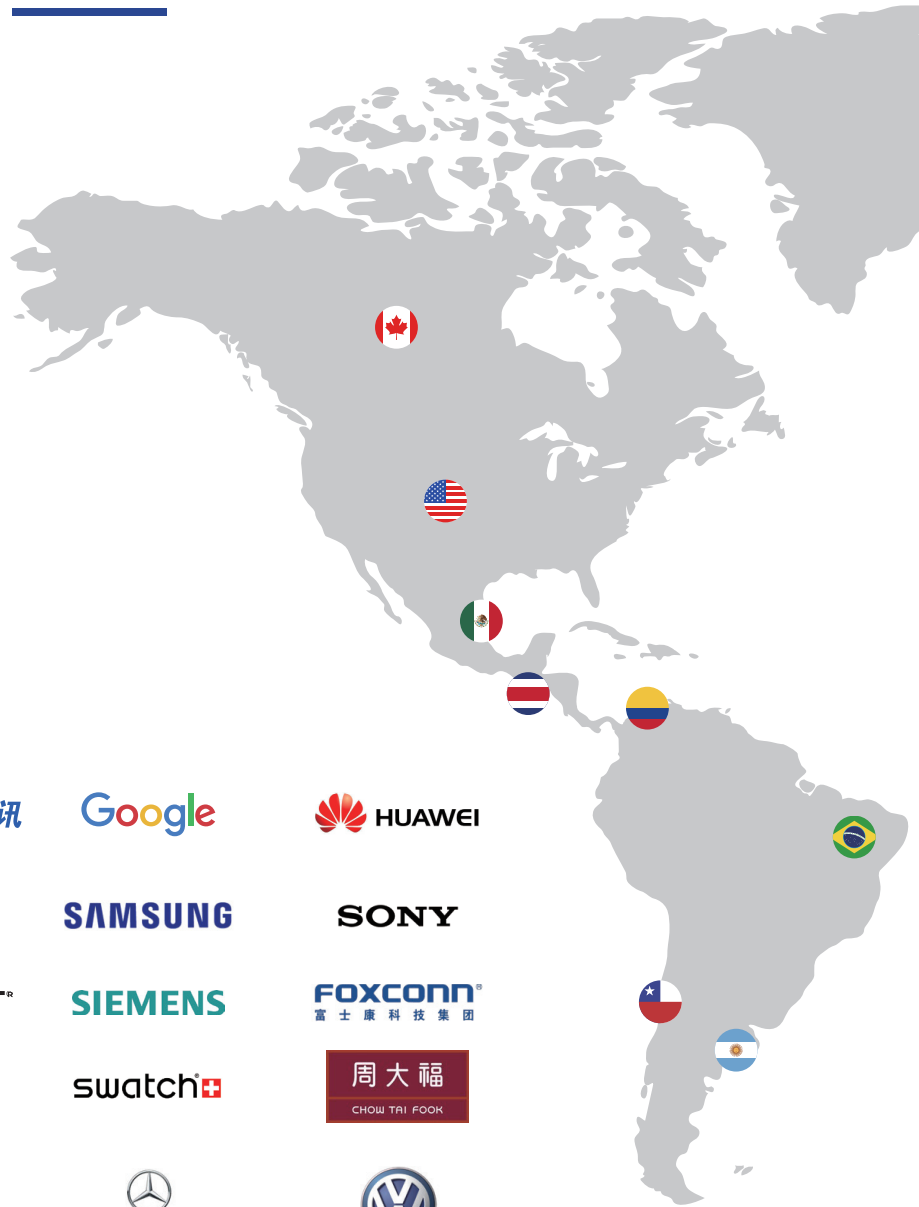 讯
Google
HUAWEI
SAMSUNG
SONY
®
SIEMENS
FOXCONN®
富士康科技集团
swatch®
周大福
CHOW TAI FOOK